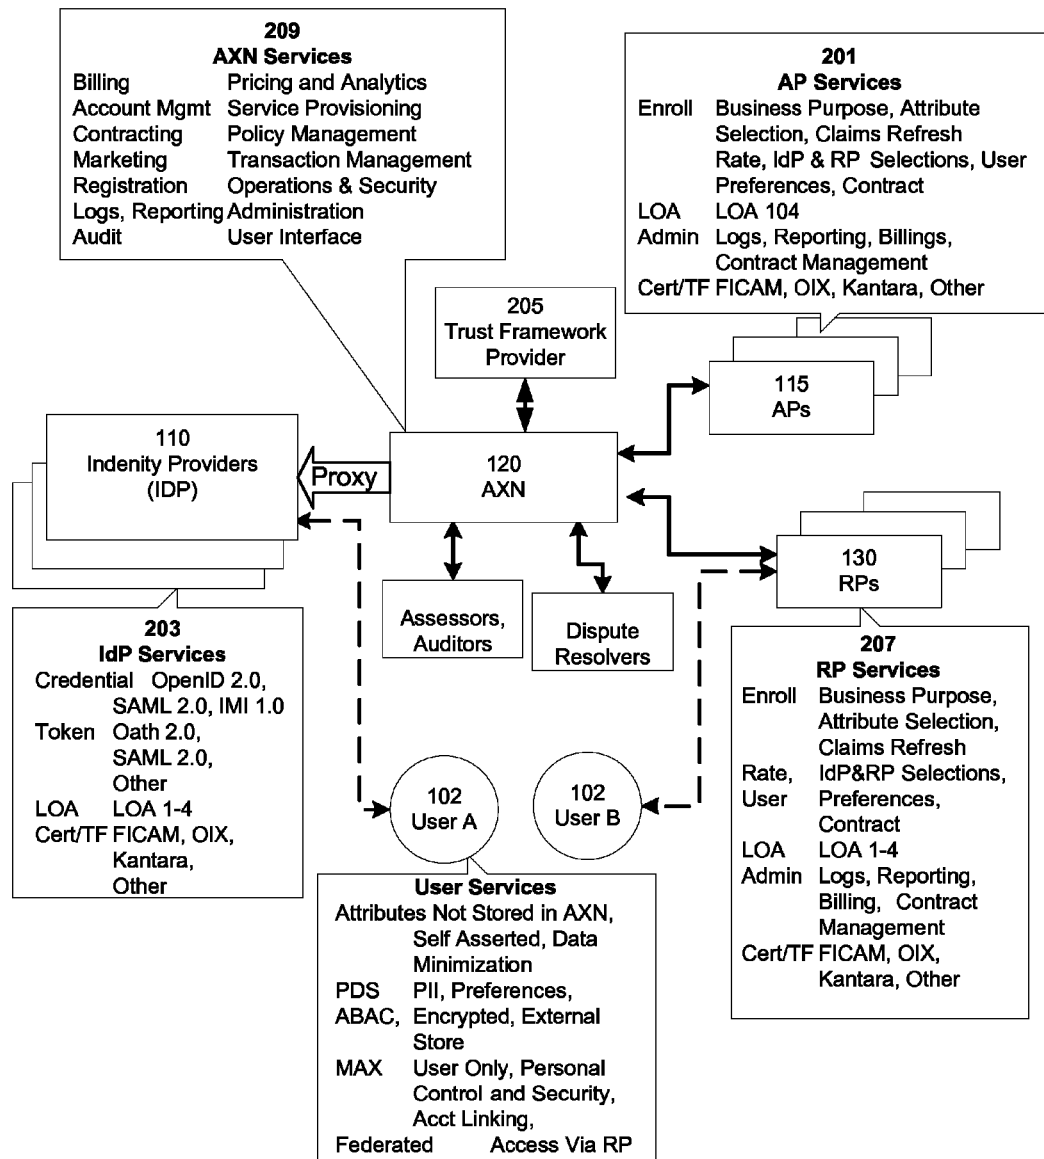 209
AXN Services
Billing Pricing and Analytics
Account Mgmt Service Provisioning
Contracting Policy Management
Marketing Transaction Management
Registration Operations & Security
Logs, Reporting Administration
Audit User Interface
201
AP Services
Enroll Business Purpose, Attribute
Selection, Claims Refresh
Rate, IdP & RP Selections, User
Preferences, Contract
LOA LOA 104
Admin Logs, Reporting, Billings,
Contract Management
Cert/TF FICAM, OIX, Kantara, Other
205
Trust Framework
Provider
115
APs
110
Indenity Providers
(IDP)
Proxy
120
AXN
130
RPs
Assessors,
Auditors
Dispute
Resolvers
203
IdP Services
Credential OpenID 2.0,
SAML 2.0, IMI 1.0
Token Oath 2.0,
SAML 2.0,
Other
LOA LOA 1-4
Cert/TF FICAM, OIX,
Kantara,
Other
207
RP Services
Enroll Business Purpose,
Attribute Selection,
Claims Refresh
Rate, IdP&RP Selections,
User Preferences,
Contract
LOA LOA 1-4
Admin Logs, Reporting,
Billing, Contract
Management
Cert/TF FICAM, OIX,
Kantara, Other
102
User A
102
User B
User Services
Attributes Not Stored in AXN,
Self Asserted, Data
Minimization
PDS PII, Preferences,
ABAC, Encrypted, External
Store
MAX User Only, Personal
Control and Security,
Acct Linking,
Federated Access Via RP